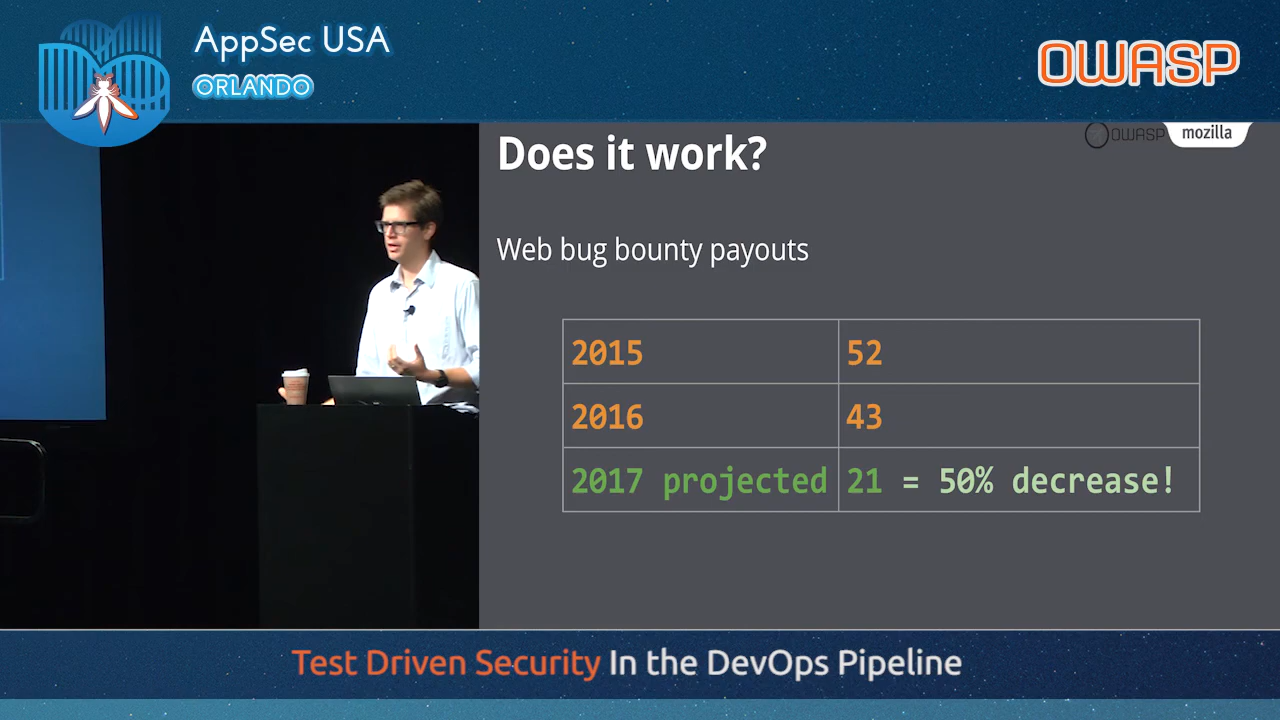 AppSec USA
ORLANDO
OWASP
OWASP mozilla
Does it work?
Web bug bounty payouts
2015 52
2016 43
2017 projected 21 = 50% decrease!
Test Driven Security In the DevOps Pipeline